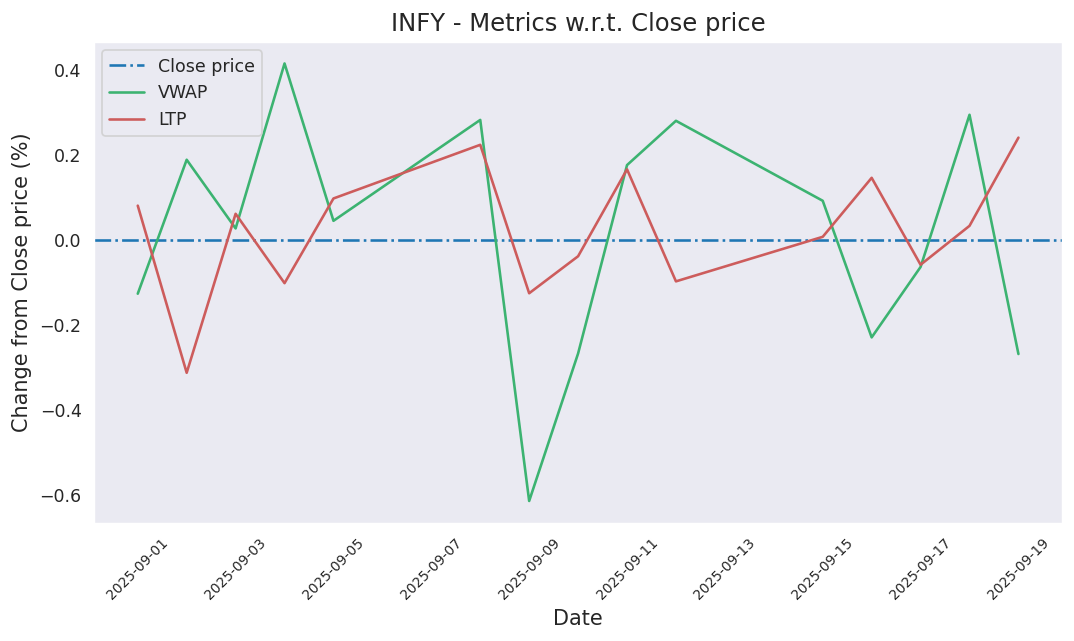 INFY - Metrics w.r.t. Close price
Close price
VWAP
LTP
Change from Close price (%)
0.4
0.2
0.0
−0.2
−0.4
−0.6
2025-09-01
2025-09-03
2025-09-05
2025-09-07
2025-09-09
2025-09-11
2025-09-13
2025-09-15
2025-09-17
2025-09-19
Date